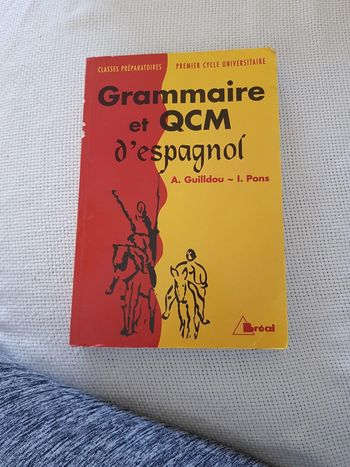 CLASSES PRÉPARATOIRES PREMIER CYCLE UNIVERSITAIRE
Grammaire
et QCM
d'espagnol
A. Guilldou ~ I. Pons
Bréal